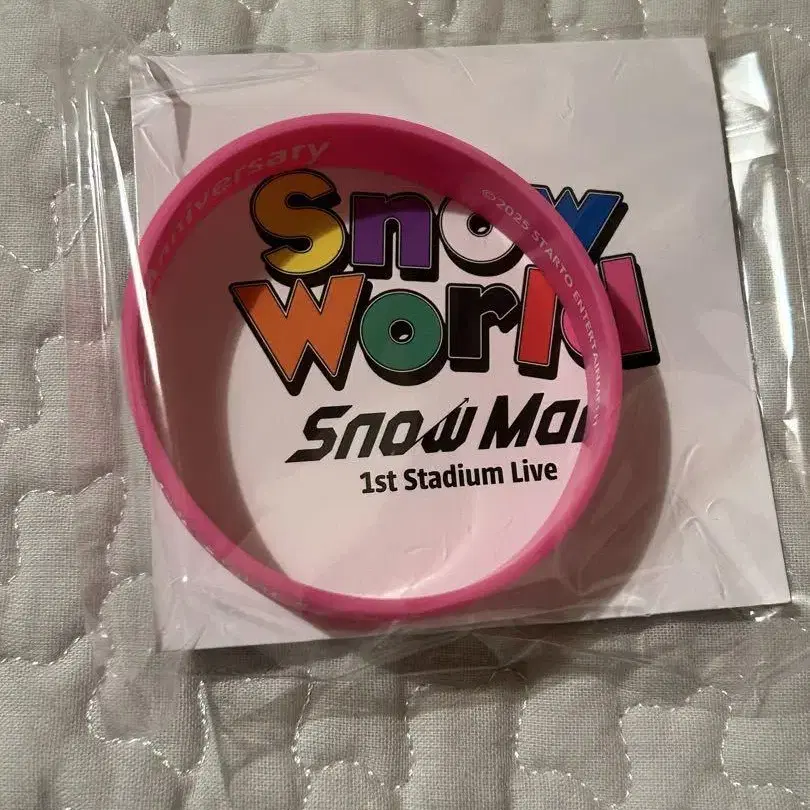 Anniversary
©2025 STARTO ENTERTAINMENT
Snow
World
Snow Man
1st Stadium Live